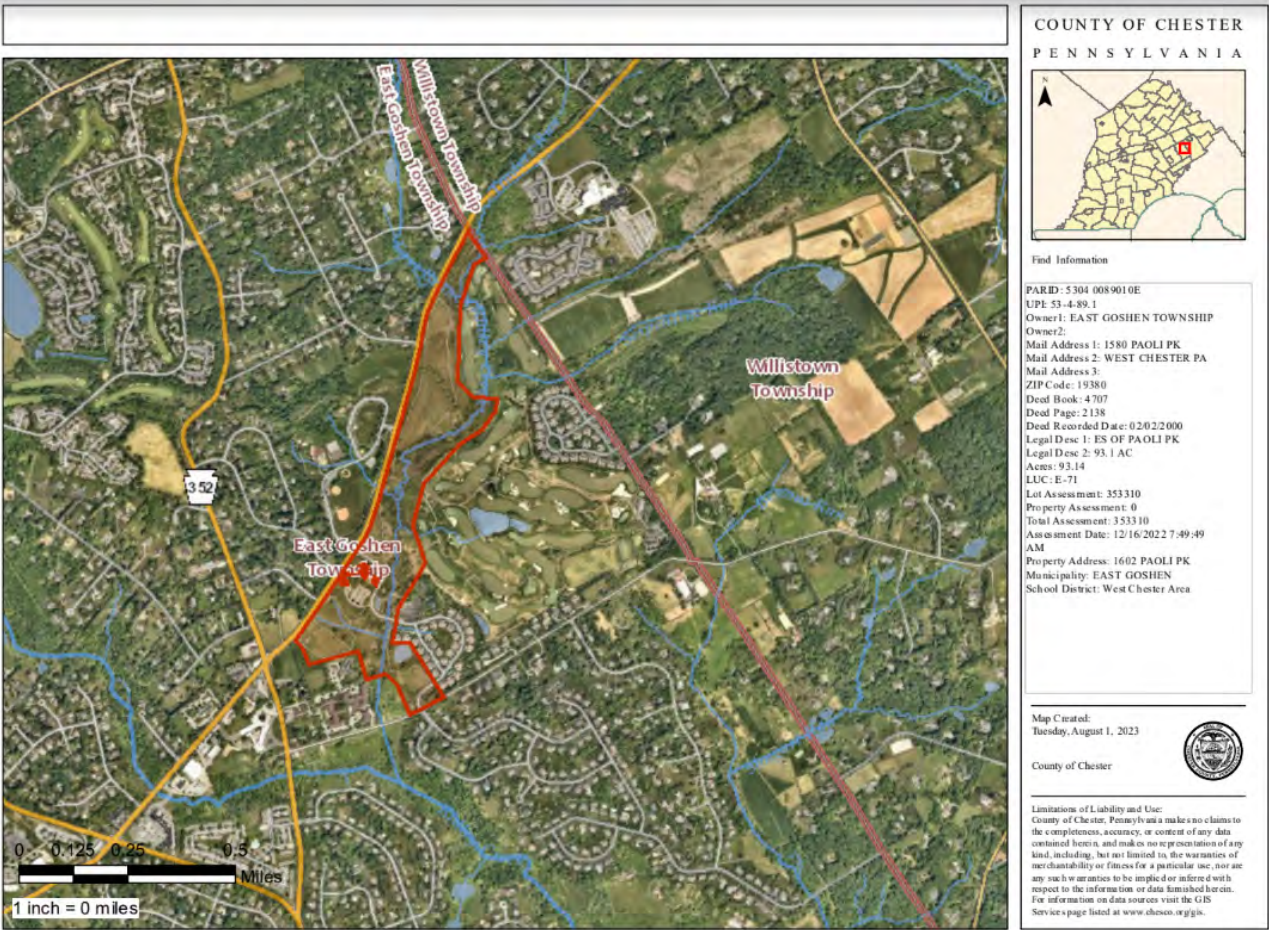 COUNTY OF CHESTER
PENNSYLVANIA
N
Find Information
PARID: 5304 0089010E
UPI: 53-4-89.1
Owner1: EAST GOSHEN TOWNSHIP
Owner2:
Mail Address 1: 1580 PAOLI PK
Mail Address 2: WEST CHESTER PA
Mail Address 3:
ZIP Code: 19380
Deed Book: 4707
Deed Page: 2138
Deed Recorded Date: 02/02/2000
Legal Desc 1: ES OF PAOLI PK
Legal Desc 2: 93.1 AC
Acres: 93.14
LUC: E-71
Lot Assessment: 353310
Property Assessment: 0
Total Assessment: 353310
Assessment Date: 12/16/2022 7:49:49
AM
Property Address: 1602 PAOLI PK
Municipality: EAST GOSHEN
School District: West Chester Area
Map Created:
Tuesday, August 1, 2023
County of Chester
Limitations of Liability and Use:
County of Chester, Pennsylvania makes no claims to
the completeness, accuracy, or content of any data
contained herein, and makes no representation of any
kind, including, but not limited to, the warranties of
merchantability or fitness for a particular use, nor are
any such warranties to be implied or inferred with
respect to the information or data furnished herein.
For information on data sources visit the GIS
Services page listed at www.chesco.org/gis.
Willistown Township
East Goshen Township
Willistown
Township
352
East Goshen
Township
Run
0 0.125 0.25 0.5
Miles
1 inch = 0 miles